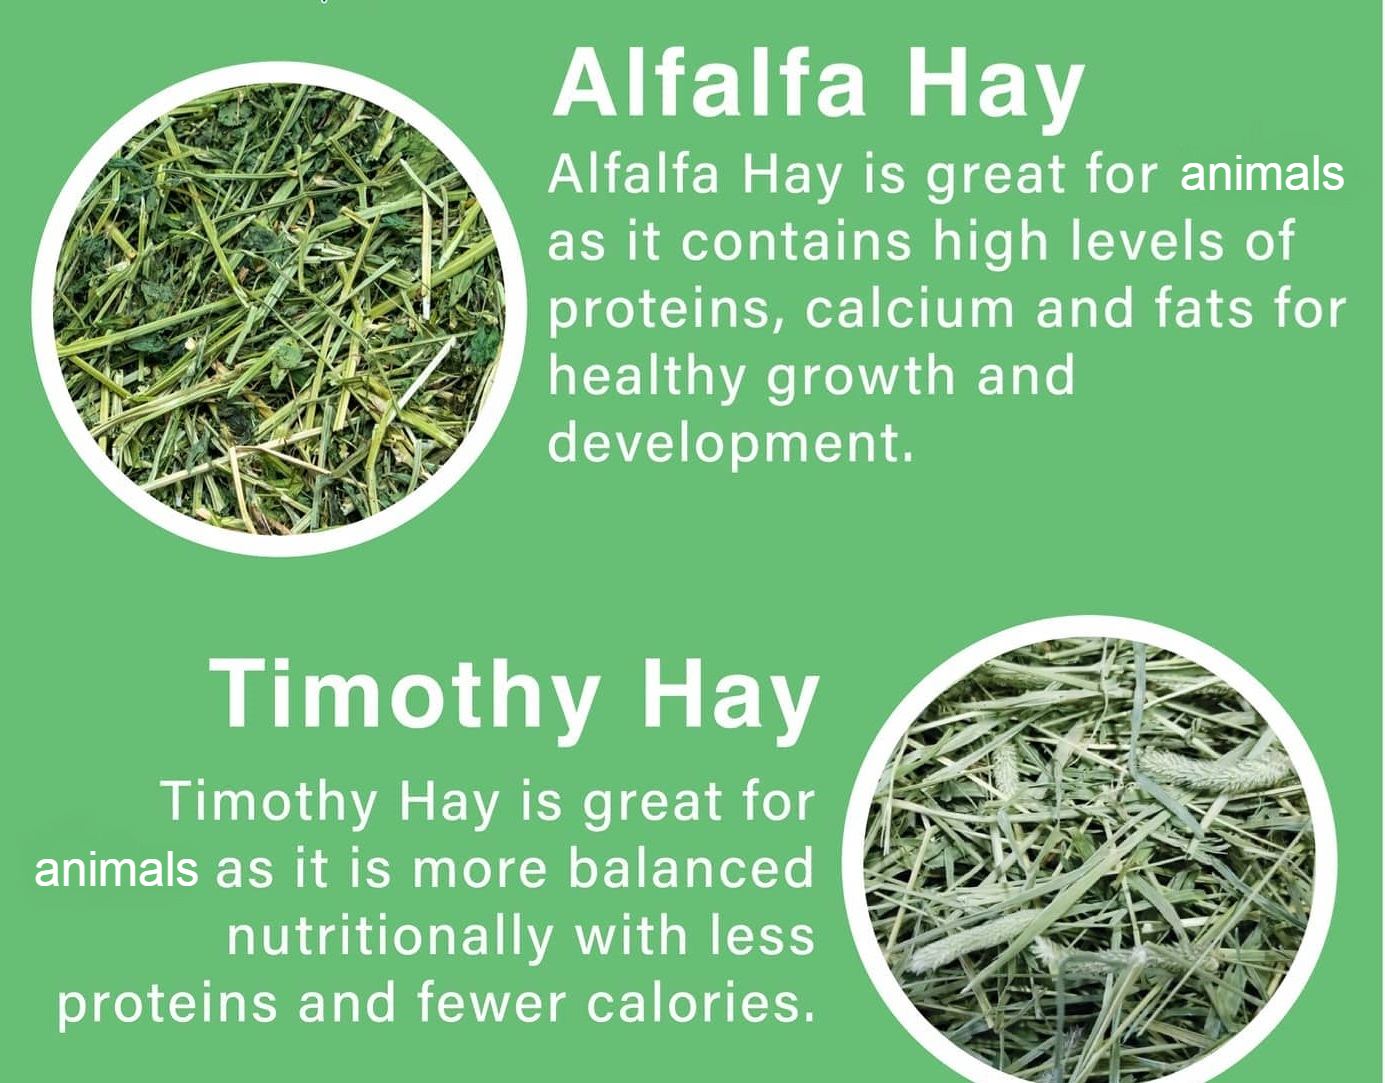 Alfalfa Hay
Alfalfa Hay is great for animals
as it contains high levels of
proteins, calcium and fats for
healthy growth and
development.
Timothy Hay
Timothy Hay is great for
animals as it is more balanced
nutritionally with less
proteins and fewer calories.